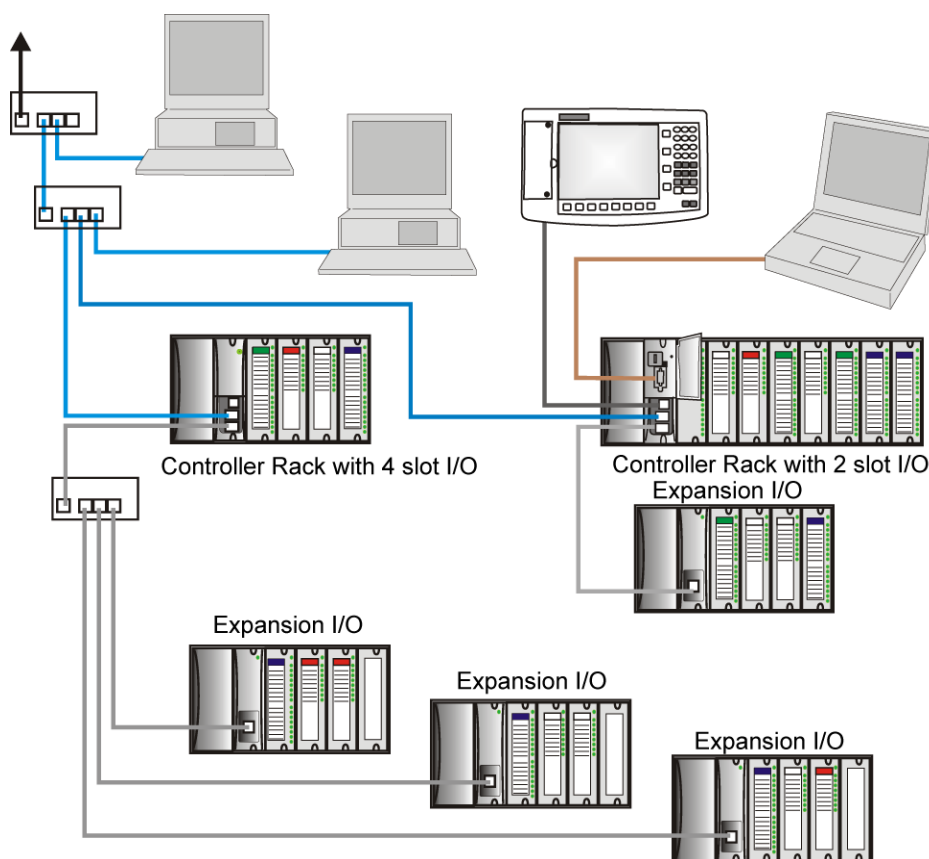 Controller Rack with 4 slot I/O
Controller Rack with 2 slot I/O
Expansion I/O
Expansion I/O
Expansion I/O
Expansion I/O